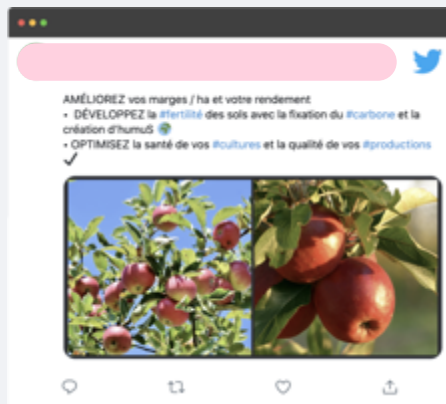 AMÉLIOREZ vos marges / ha et votre rendement
• DÉVELOPPEZ la #fertilité des sols avec la fixation du #carbone et la
création d'humuS 🌍
• OPTIMISEZ la santé de vos #cultures et la qualité de vos #productions
✓